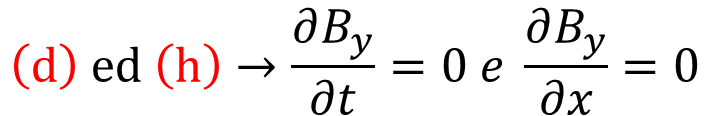 (d) ed (h) → ∂B_y/∂t = 0 e ∂B_y/∂x = 0